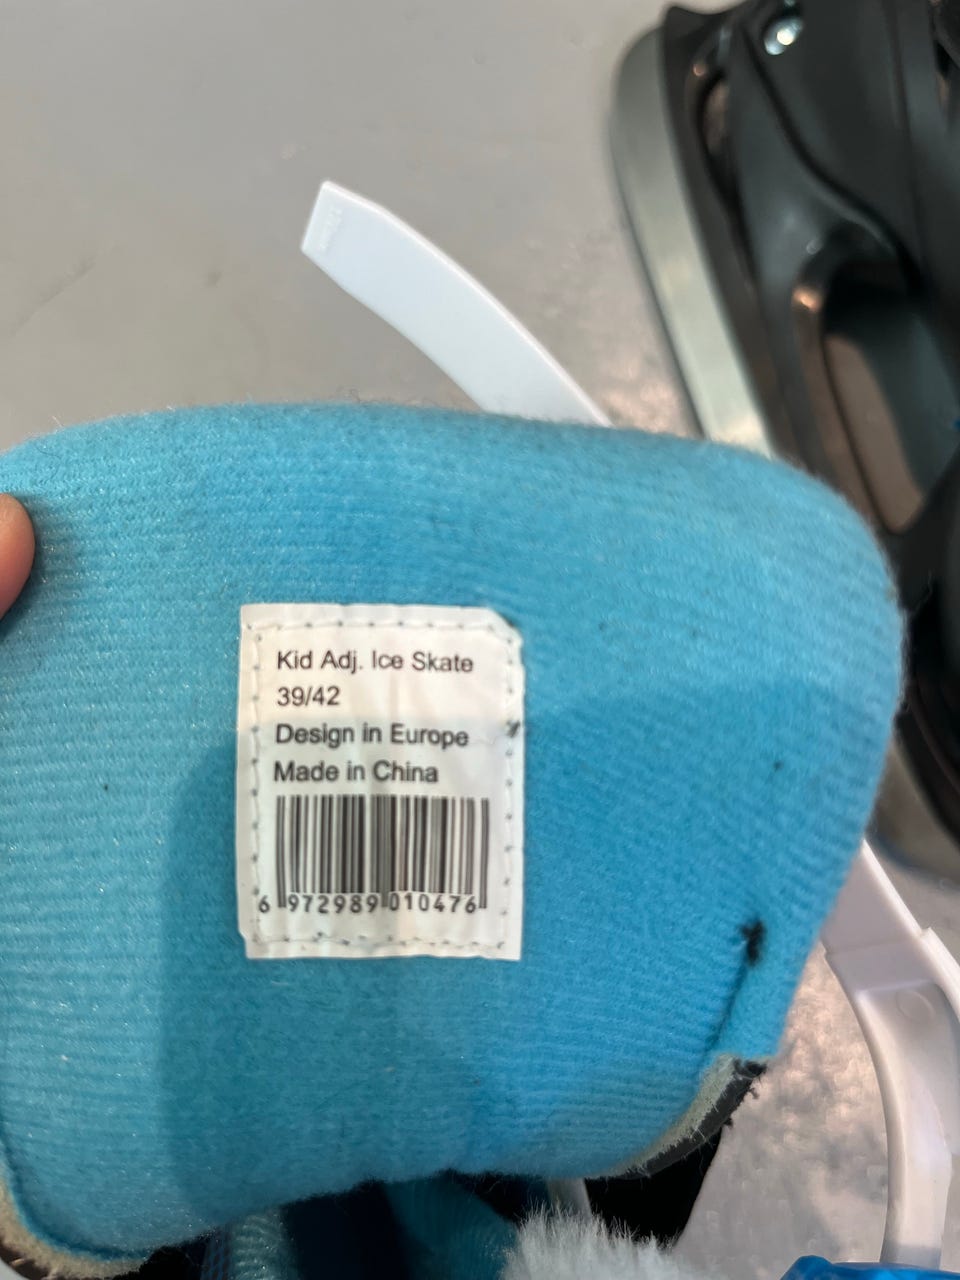 Kid Adj. Ice Skate
39/42
Design in Europe
Made in China
6 972989 010476